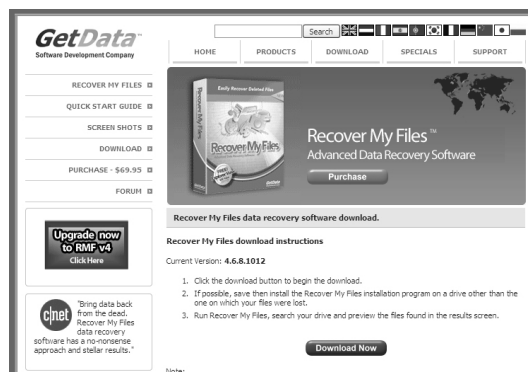 GetData™
Software Development Company
Search
HOME
PRODUCTS
DOWNLOAD
SPECIALS
SUPPORT
RECOVER MY FILES
QUICK START GUIDE
SCREEN SHOTS
DOWNLOAD
PURCHASE - $69.95
FORUM
Upgrade now
to RMF v4
Click Here
c|net
"Bring data back
from the dead.
Recover My Files
data recovery
software has a no-nonsense
approach and stellar results."
Easily Recover Deleted Files
Recover My Files
Recover My Files
FREE
Recover My Files™
Advanced Data Recovery Software
Purchase
Recover My Files data recovery software download.
Recover My Files download instructions
Current Version: 4.6.8.1012
1. Click the download button to begin the download.
2. If possible, save then install the Recover My Files installation program on a drive other than the
one on which your files were lost.
3. Run Recover My Files, search your drive and preview the files found in the results screen.
Download Now
Note: